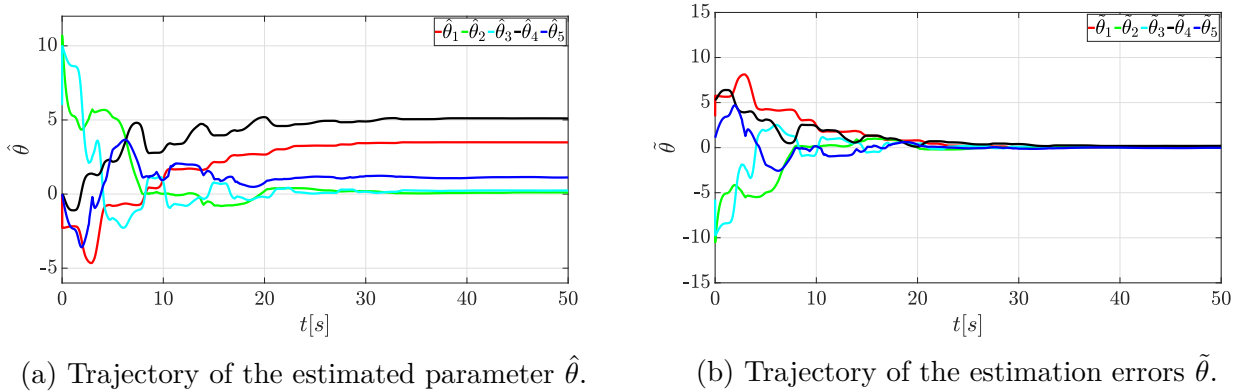 θ̂₁ θ̂₂ θ̂₃ θ̂₄ θ̂₅
10
5
0
-5
θ̂
0 10 20 30 40 50
t[s]
(a) Trajectory of the estimated parameter θ̂.
θ̃₁ θ̃₂ θ̃₃ θ̃₄ θ̃₅
15
10
5
0
-5
-10
-15
θ̃
0 10 20 30 40 50
t[s]
(b) Trajectory of the estimation errors θ̃.